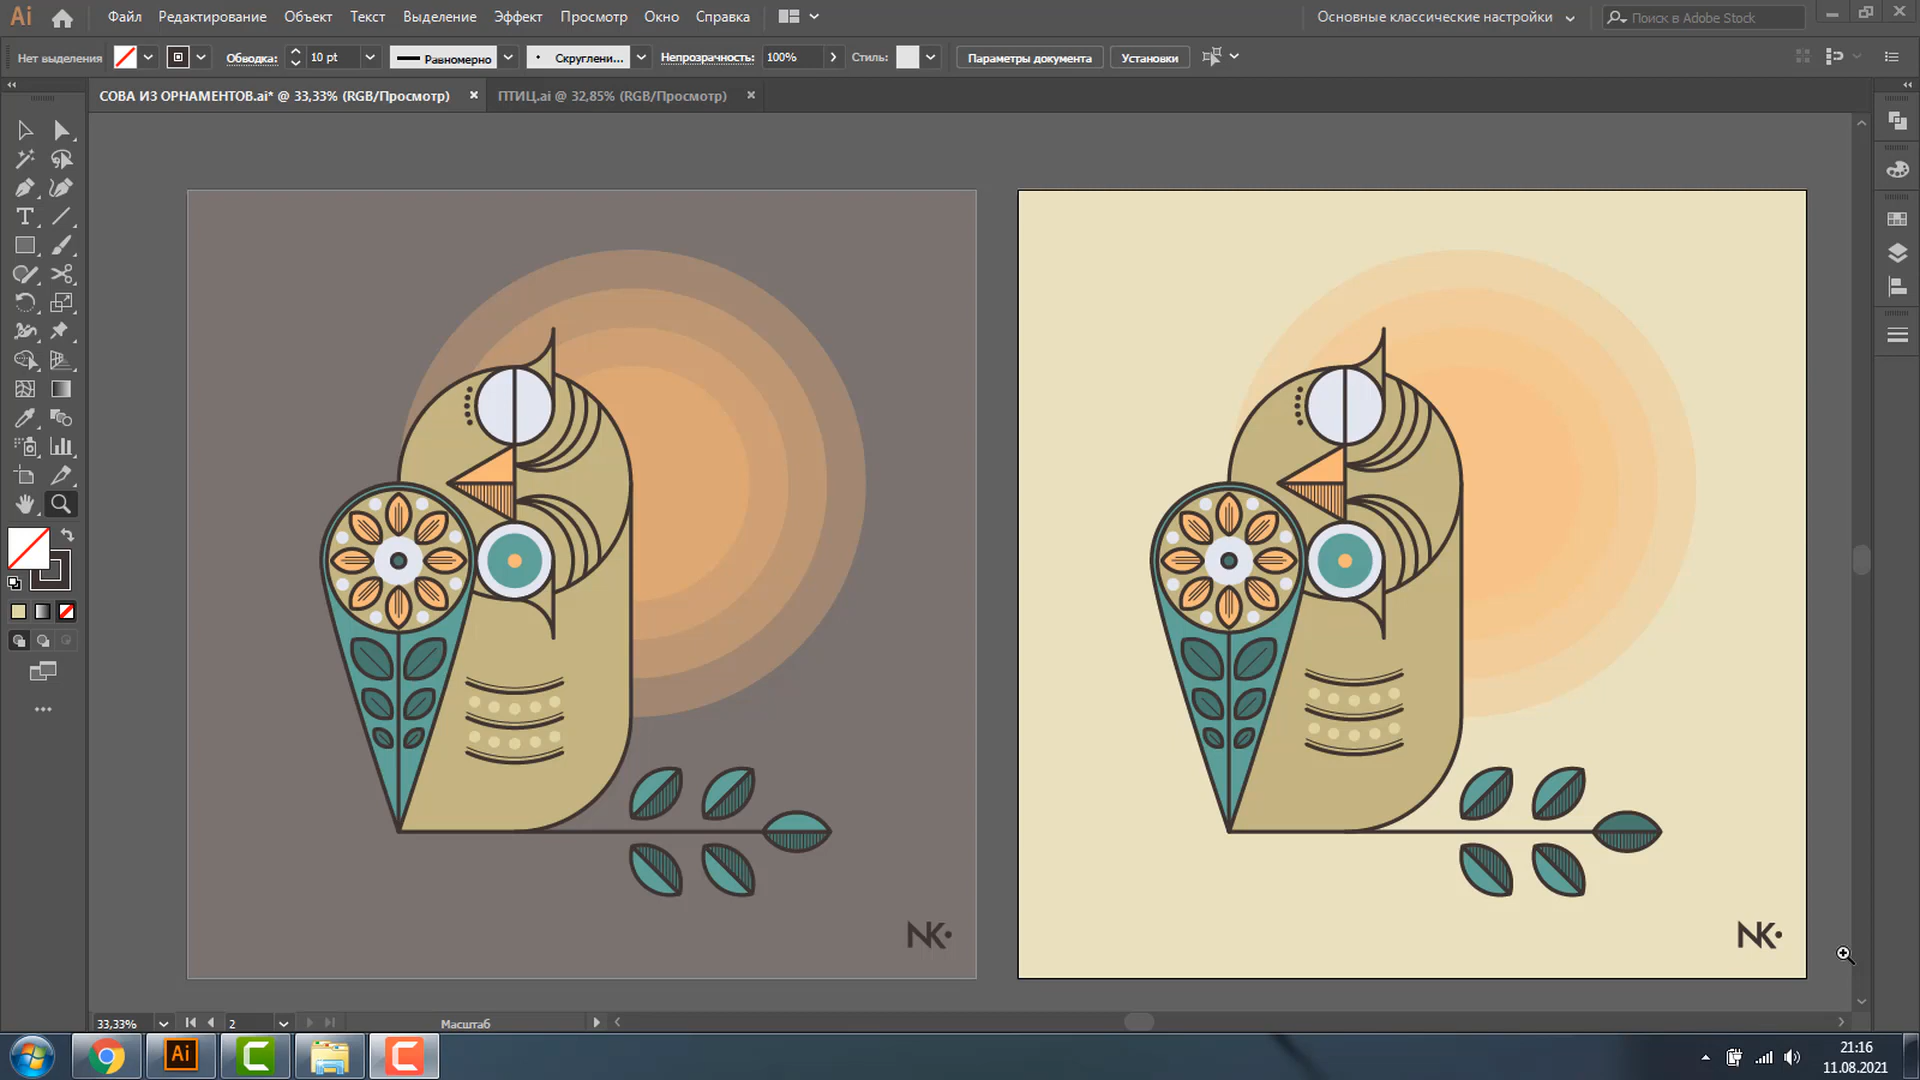 Ai Файл Редактирование Объект Текст Выделение Эффект Просмотр Окно Справка Основные классические настройки Поиск в Adobe Stock
Нет выделения Обводка: 10 pt Равномерно Скруглени... Непрозрачность: 100% Стиль: Параметры документа Установки
СОВА ИЗ ОРНАМЕНТОВ.ai* @ 33,33% (RGB/Просмотр) × ПТИЦ.ai @ 32,85% (RGB/Просмотр) ×
NK• NK•
33,33% 2 Масштаб
Ai 21:16
11.08.2021